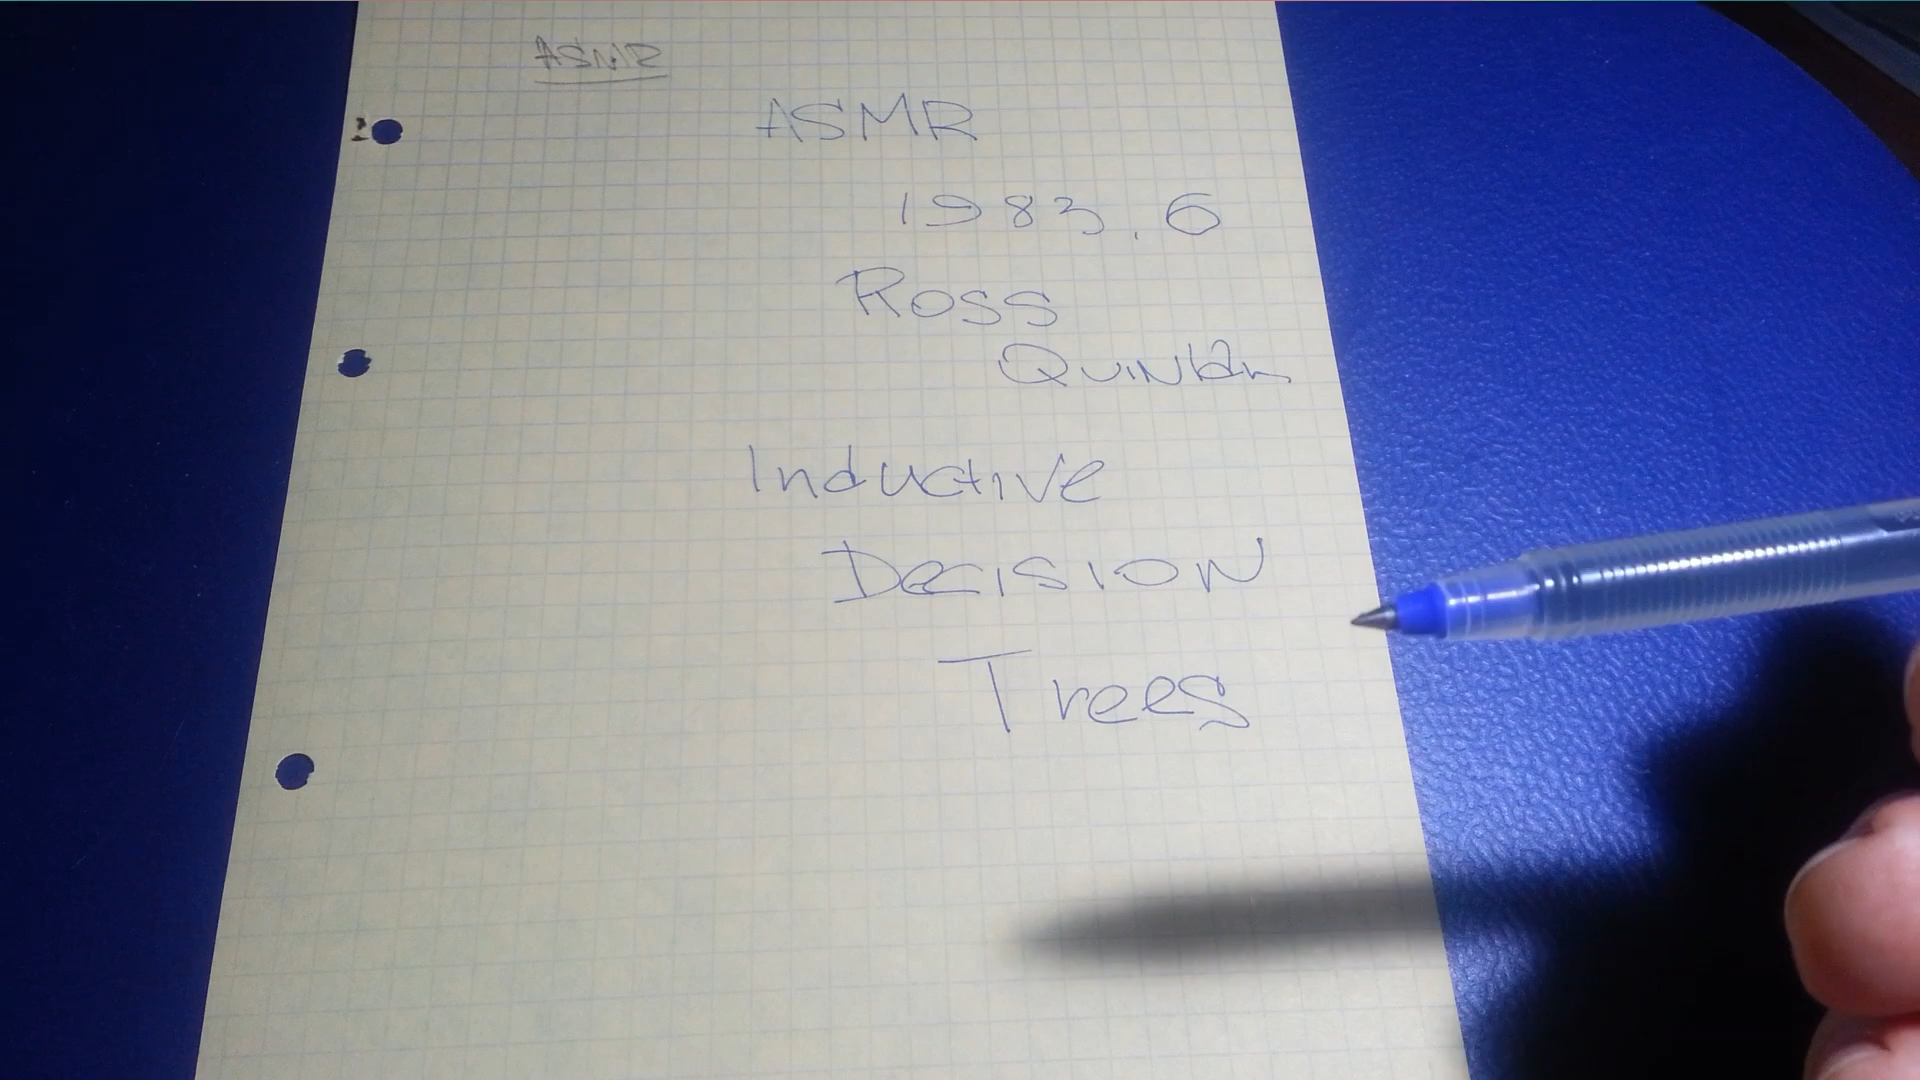 ASMR
ASMR
1983.6
Ross
Quinlan
Inductive
Decision
Trees